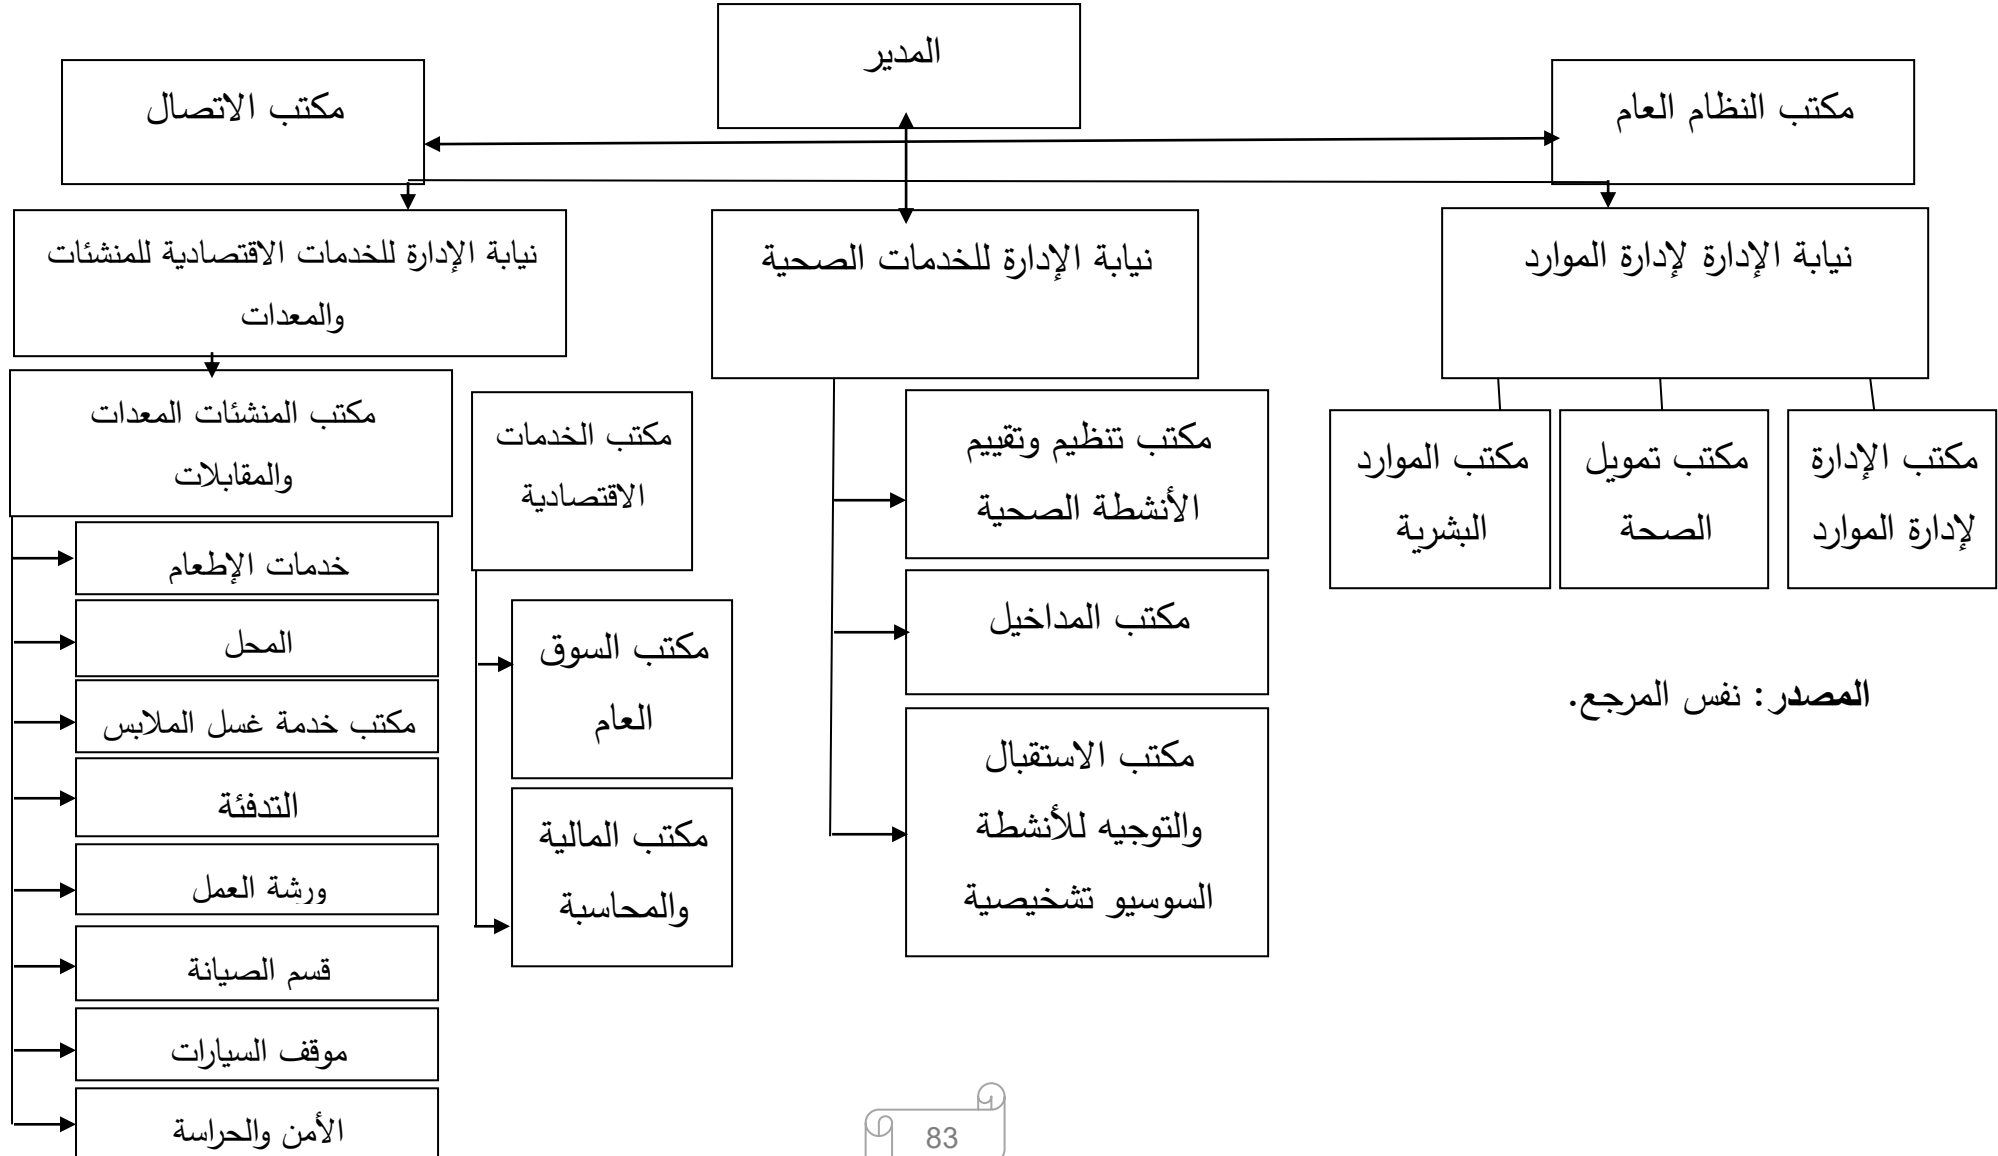 المدير
مكتب النظام العام
مكتب الاتصال
نيابة الإدارة لإدارة الموارد
نيابة الإدارة للخدمات الصحية
نيابة الإدارة للخدمات الاقتصادية للمنشئات
والمعدات
مكتب الإدارة
لإدارة الموارد
مكتب تمويل
الصحة
مكتب الموارد
البشرية
مكتب تنظيم وتقييم
الأنشطة الصحية
مكتب المداخيل
مكتب الاستقبال
والتوجيه للأنشطة
السوسيو تشخيصية
مكتب الخدمات
الاقتصادية
مكتب السوق
العام
مكتب المالية
والمحاسبة
مكتب المنشئات المعدات
والمقابلات
خدمات الإطعام
المحل
مكتب خدمة غسل الملابس
التدفئة
ورشة العمل
قسم الصيانة
موقف السيارات
الأمن والحراسة
المصدر: نفس المرجع.
83